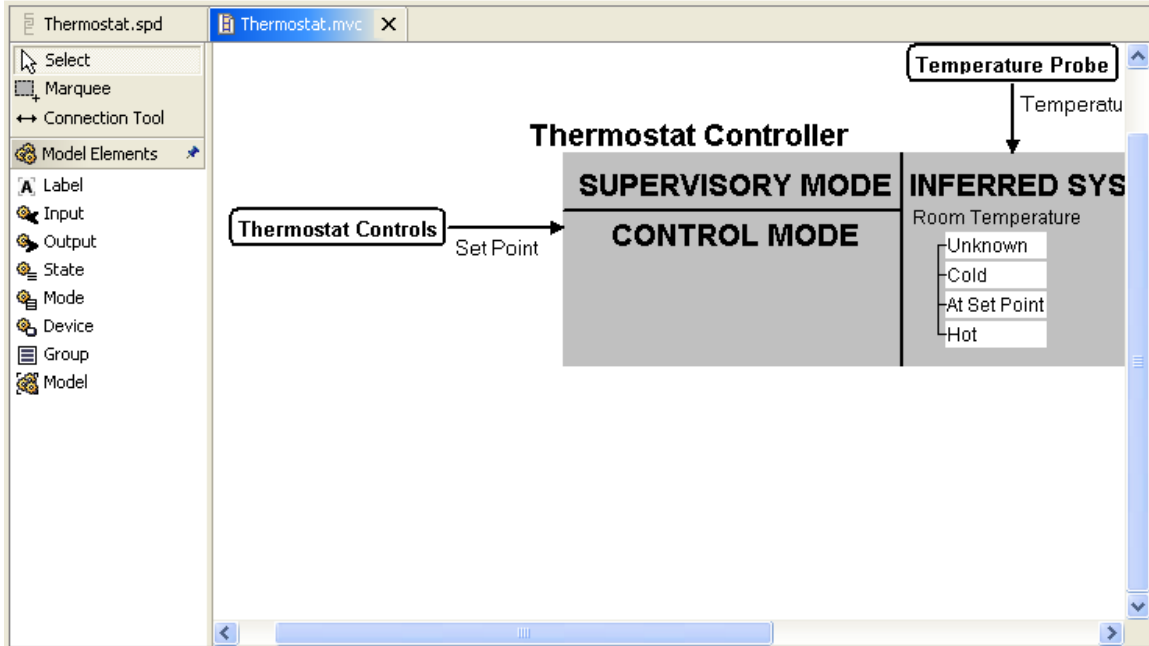 Thermostat.spd
Thermostat.mvc
Select
Marquee
Connection Tool
Model Elements
Label
Input
Output
State
Mode
Device
Group
Model
Temperature Probe
Temperatu
Thermostat Controller
SUPERVISORY MODE
INFERRED SYS
Thermostat Controls
Set Point
CONTROL MODE
Room Temperature
Unknown
Cold
At Set Point
Hot